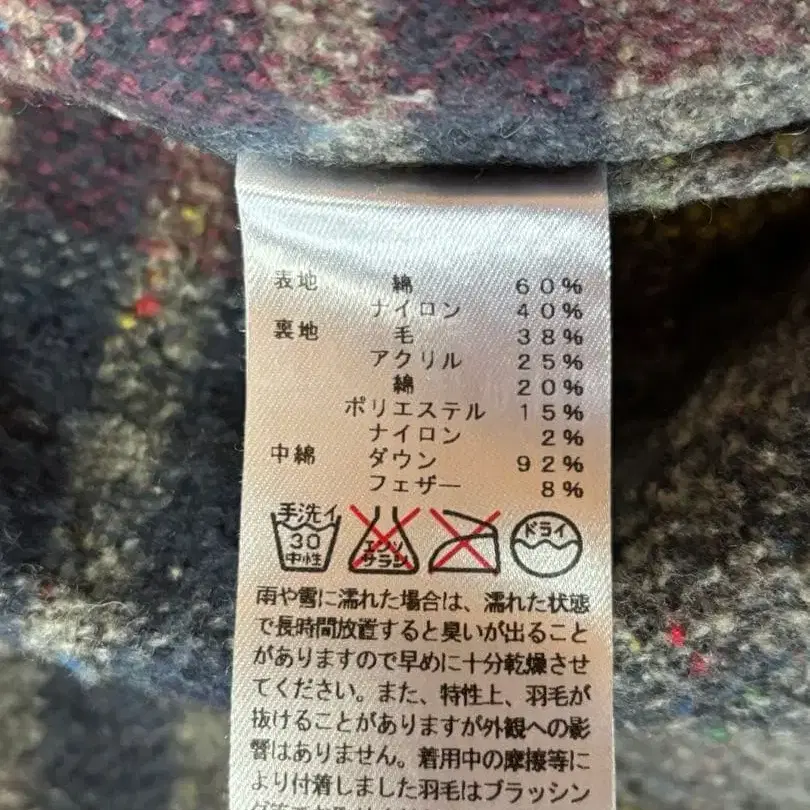 表地 綿 60%
ナイロン 40%
裏地 毛 38%
アクリル 25%
綿 20%
ポリエステル 15%
ナイロン 2%
中綿 ダウン 92%
フェザー 8%
手洗イ 30 中性 エンソサラシ ドライ
雨や雪に濡れた場合は、濡れた状態
で長時間放置すると臭いが出ること
がありますので早めに十分乾燥させ
てください。また、特性上、羽毛が
抜けることがありますが外観への影
響はありません。着用中の摩擦等に
より付着しました羽毛はブラッシン